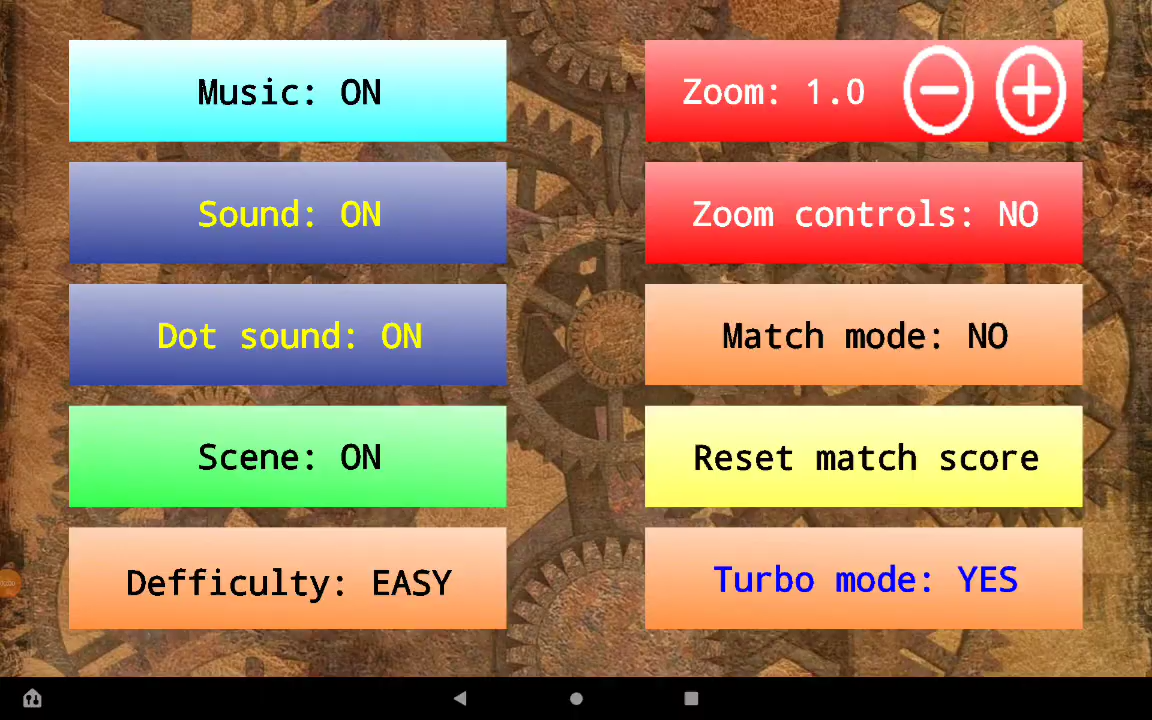 Music: ON
Sound: ON
Dot sound: ON
Scene: ON
Defficulty: EASY
Zoom: 1.0
Zoom controls: NO
Match mode: NO
Reset match score
Turbo mode: YES